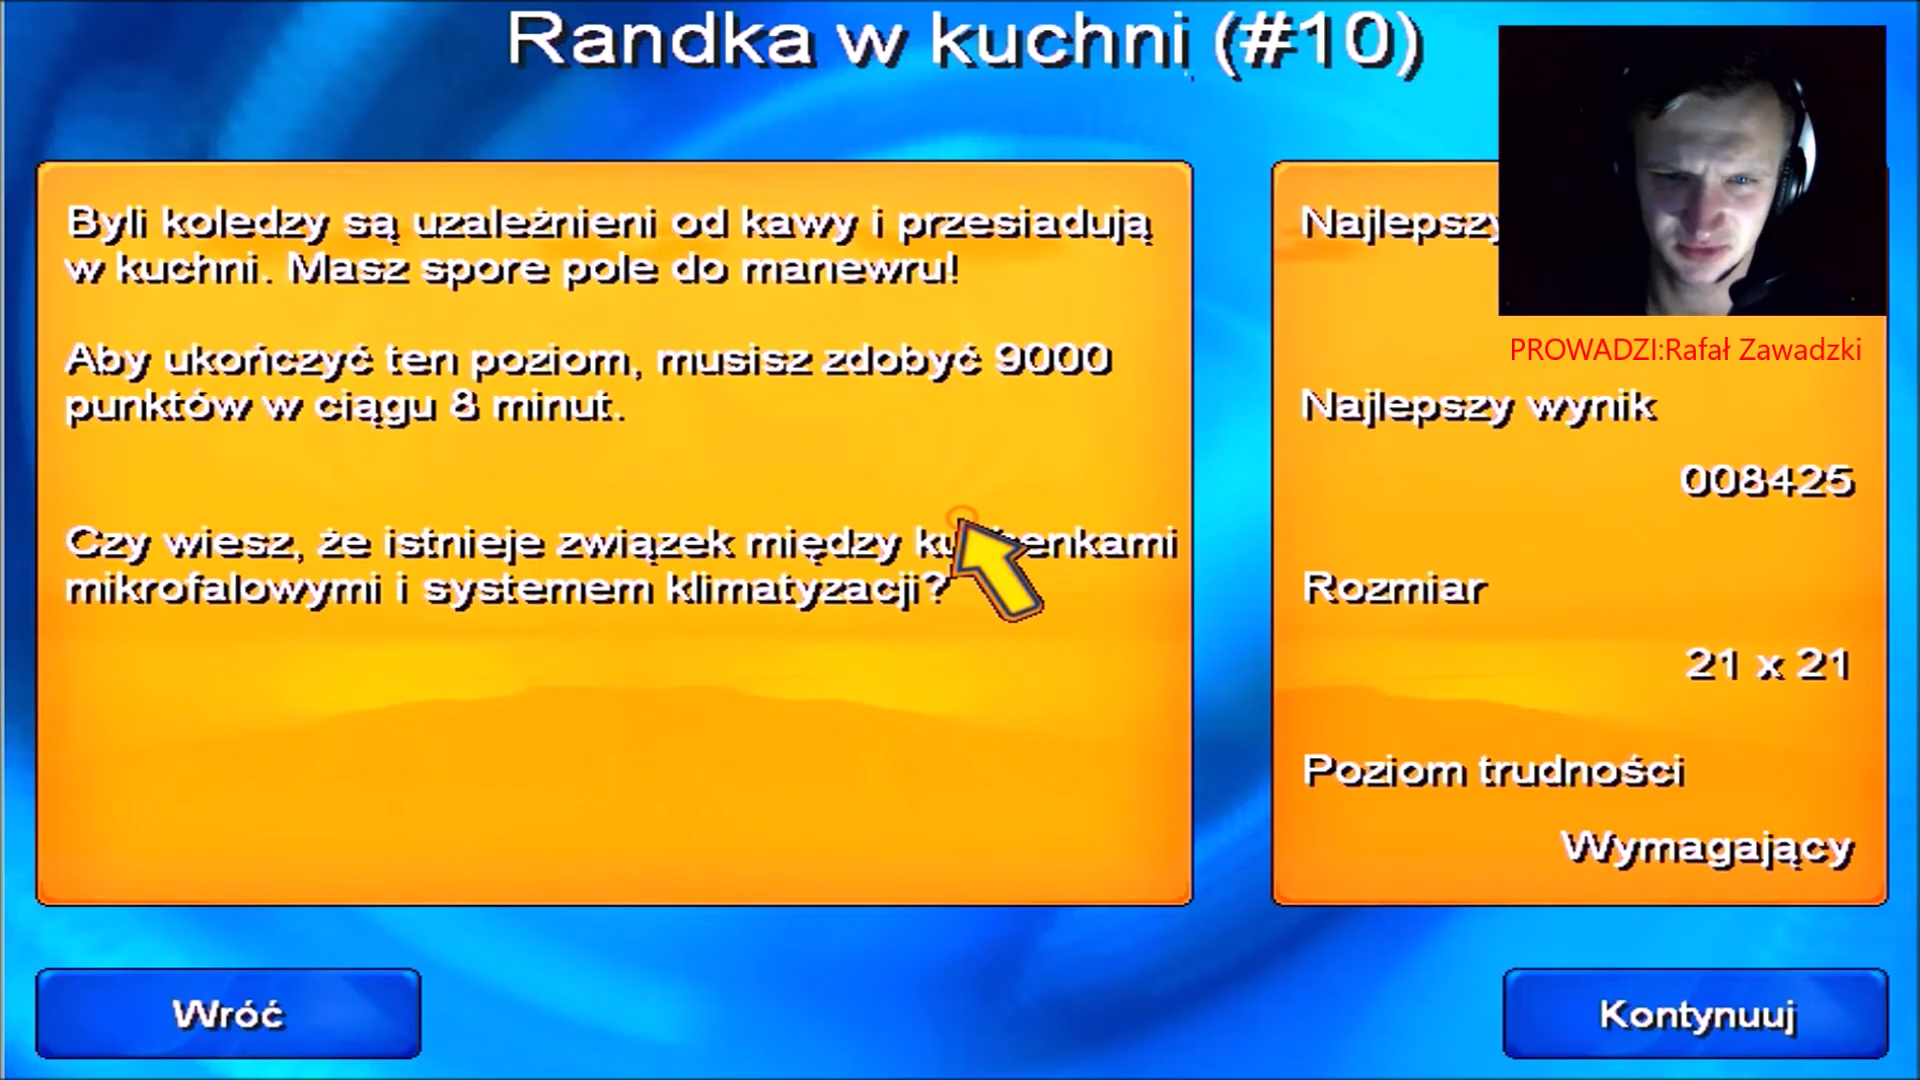 Randka w kuchni (#10)
Byli koledzy są uzależnieni od kawy i przesiadują
w kuchni. Masz spore pole do manewru!
Aby ukończyć ten poziom, musisz zdobyć 9000
punktów w ciągu 8 minut.
Czy wiesz, że istnieje związek między
mikrofalowymi i systemem klimatyzacji?
Najlepszy
PROWADZI:Rafał Zawadzki
Najlepszy wynik
008425
Rozmiar
21 x 21
Poziom trudności
Wymagający
Wróć
Kontynuuj